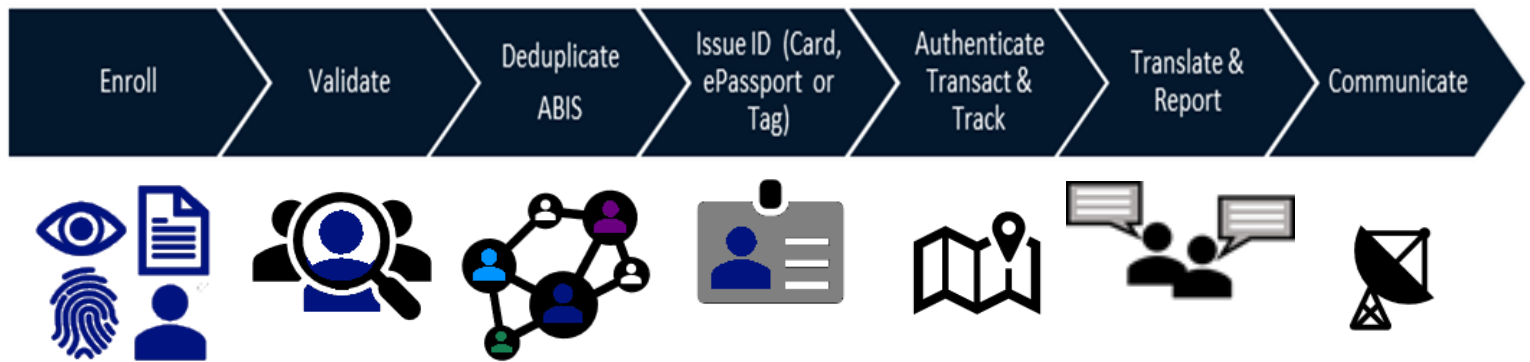 Enroll
Validate
Deduplicate
ABIS
Issue ID (Card,
ePassport or
Tag)
Authenticate
Transact &
Track
Translate &
Report
Communicate